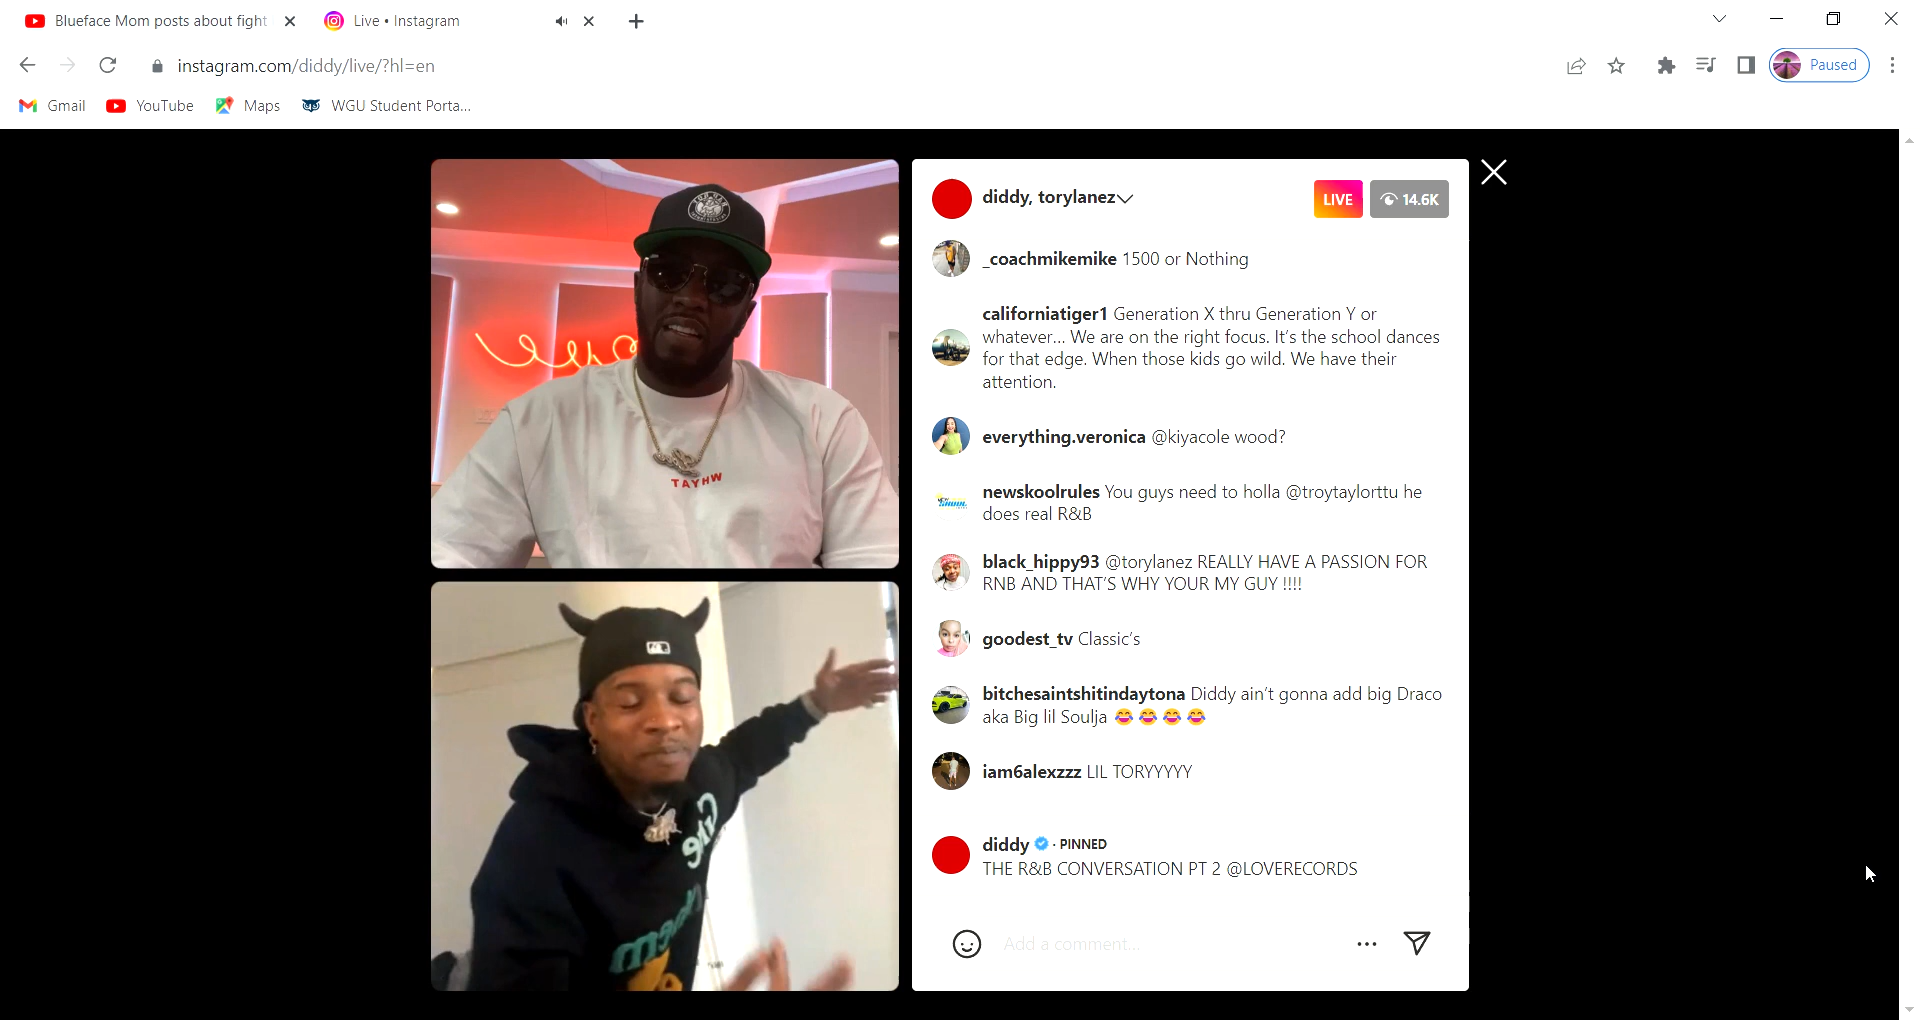 Blueface Mom posts about fight
Live • Instagram
instagram.com/diddy/live/?hl=en
Paused
Gmail
YouTube
Maps
WGU Student Porta...
TAYHW
diddy, torylanez
LIVE
14.6K
_coachmikemike 1500 or Nothing
californiatiger1 Generation X thru Generation Y or
whatever... We are on the right focus. It's the school dances
for that edge. When those kids go wild. We have their
attention.
everything.veronica @kiyacole wood?
newskoolrules You guys need to holla @troytaylorttu he
does real R&B
black_hippy93 @torylanez REALLY HAVE A PASSION FOR
RNB AND THAT'S WHY YOUR MY GUY !!!!
goodest_tv Classic's
bitchesaintshitindaytona Diddy ain't gonna add big Draco
aka Big lil Soulja 😂 😂 😂 😂
iam6alexzzz LIL TORYYYYY
diddy · PINNED
THE R&B CONVERSATION PT 2 @LOVERECORDS
Add a comment...